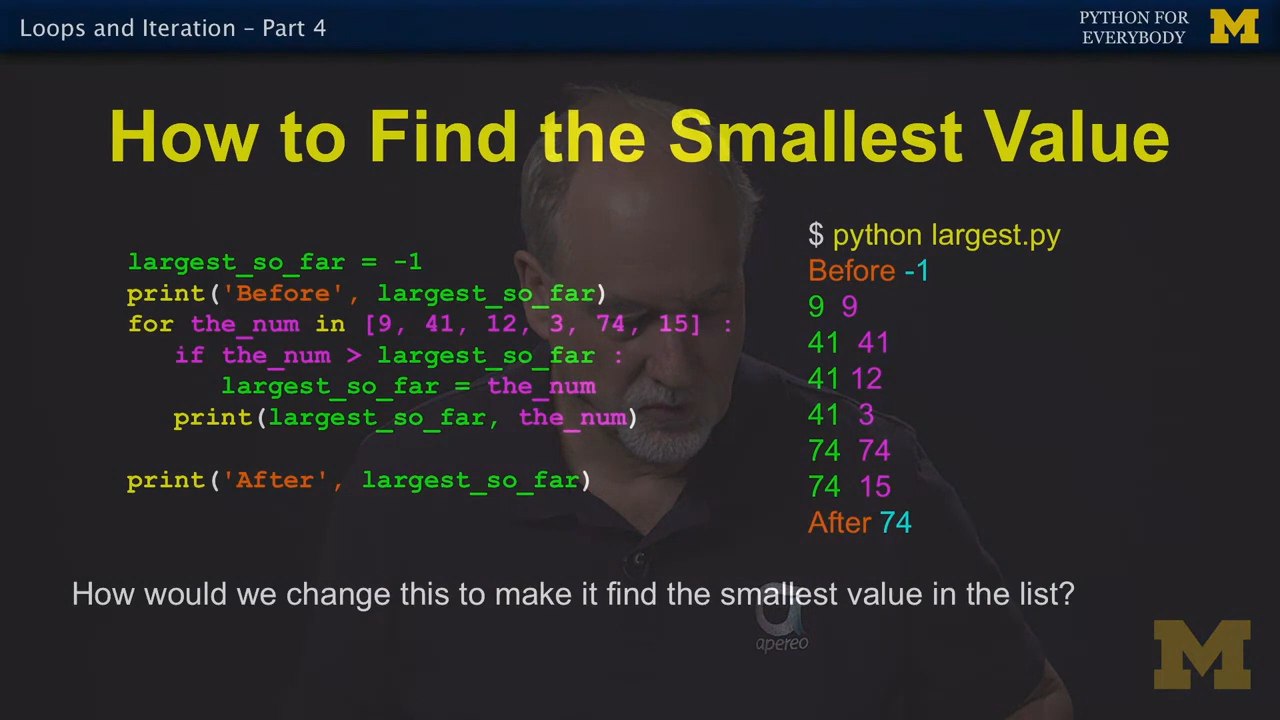 Loops and Iteration – Part 4
PYTHON FOR
EVERYBODY
M
How to Find the Smallest Value
largest_so_far = -1
print('Before', largest_so_far)
for the_num in [9, 41, 12, 3, 74, 15] :
   if the_num > largest_so_far :
      largest_so_far = the_num
   print(largest_so_far, the_num)
print('After', largest_so_far)
$ python largest.py
Before -1
9 9
41 41
41 12
41 3
74 74
74 15
After 74
How would we change this to make it find the smallest value in the list?
apereo
M